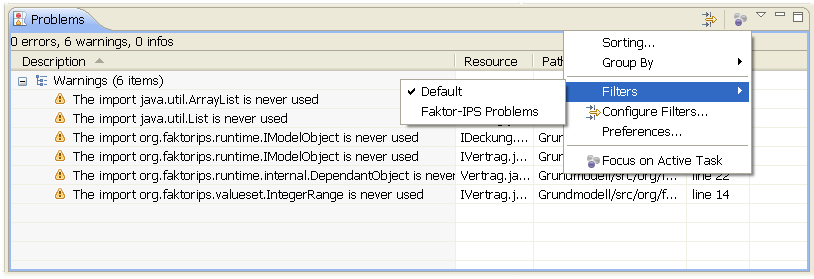 Problems
0 errors, 6 warnings, 0 infos
Description Resource Path
Warnings (6 items)
The import java.util.ArrayList is never used
The import java.util.List is never used
The import org.faktorips.runtime.IModelObject is never used IDeckung.... Grun
The import org.faktorips.runtime.IModelObject is never used IVertrag.j... Grun
The import org.faktorips.runtime.internal.DependantObject is never Vertrag.ja... Grundmodell/src/org/f... line 22
The import org.faktorips.valueset.IntegerRange is never used IVertrag.j... Grundmodell/src/org/f... line 14
Sorting...
Group By
Filters
Configure Filters...
Preferences...
Focus on Active Task
Default
Faktor-IPS Problems